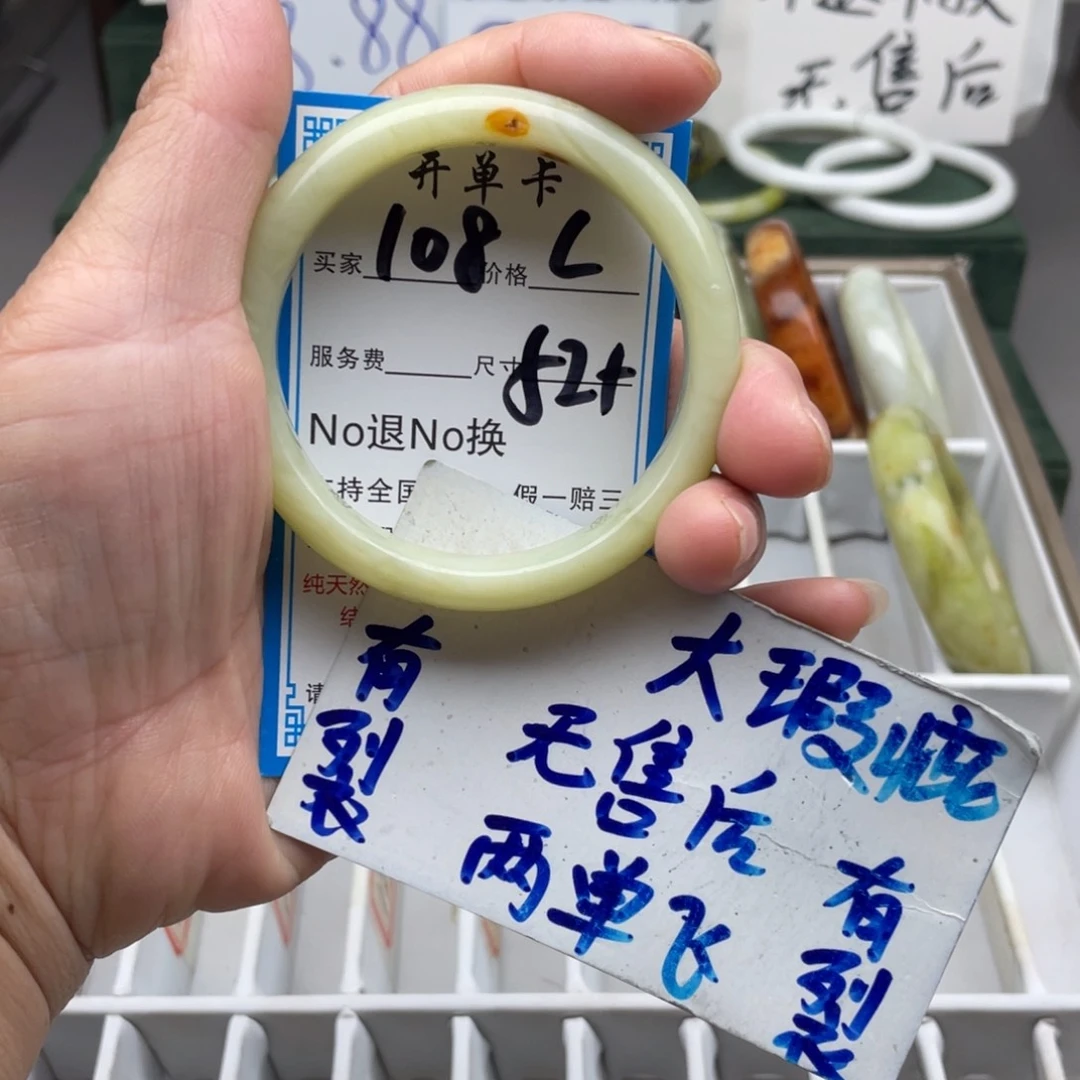 .88
无售后
开单卡
买家 108 价格 L
服务费 尺寸 52+
No退No换
持全国 假一赔三
纯天然
请
大瑕疵
有裂
无售后
两单飞
有裂